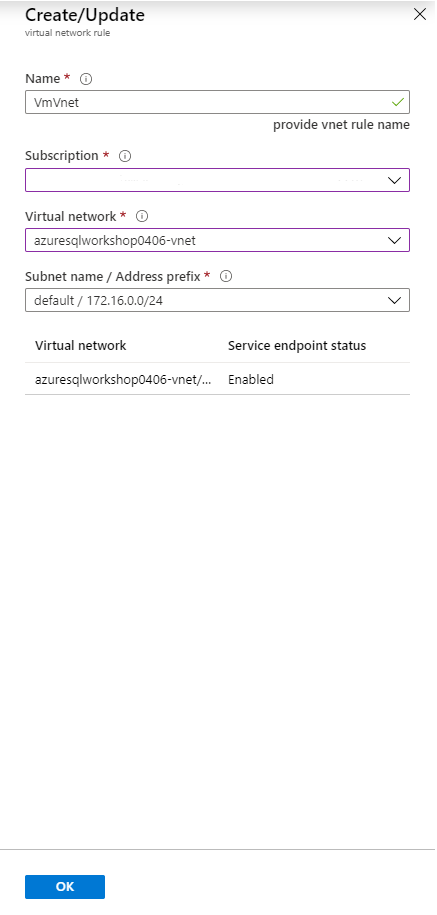 Create/Update
virtual network rule
Name *
VmVnet
provide vnet rule name
Subscription *
Virtual network *
azuresqlworkshop0406-vnet
Subnet name / Address prefix *
default / 172.16.0.0/24
Virtual network Service endpoint status
azuresqlworkshop0406-vnet/... Enabled
OK